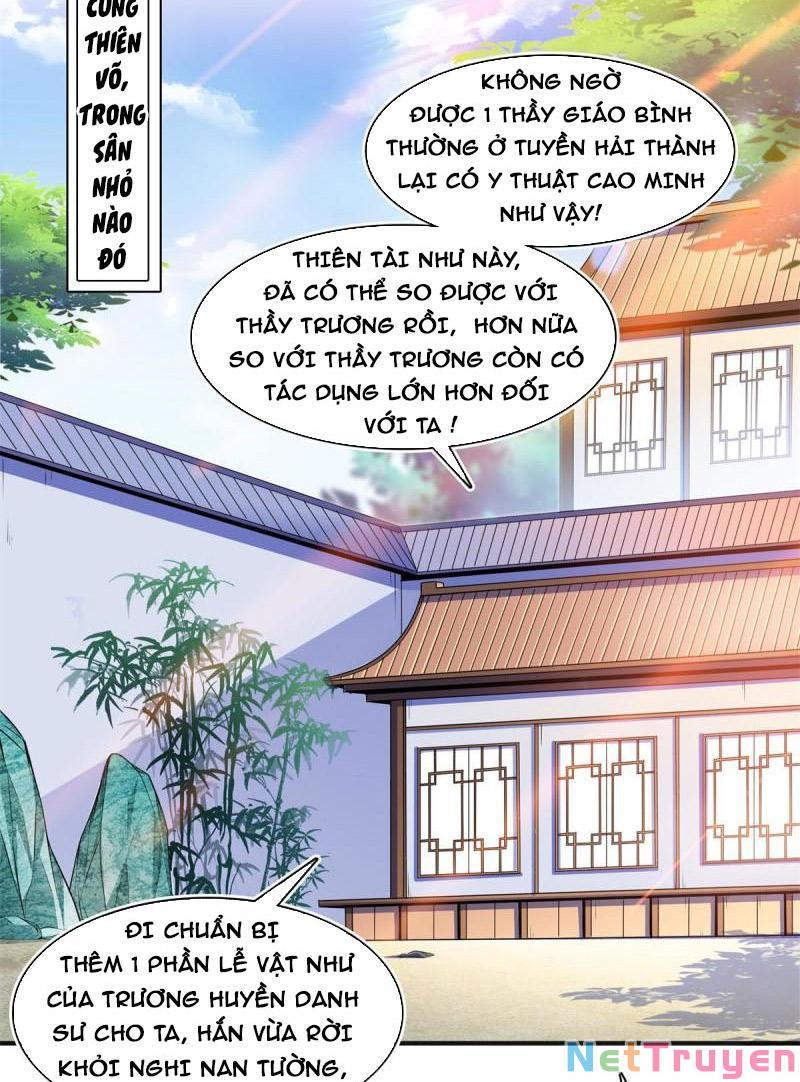 CUNG
THIÊN
VÕ,
TRONG
SÂN
NHỎ
NÀO
ĐÓ
KHÔNG NGỜ
ĐƯỢC 1 THẦY GIÁO BÌNH
THƯỜNG Ở TUYỀN HẢI THÀNH
LẠI CÓ Y THUẬT CAO MINH
NHƯ VẬY!
THIÊN TÀI NHƯ NÀY,
ĐÃ CÓ THỂ SO ĐƯỢC VỚI
THẦY TRƯƠNG RỒI, HƠN NỮA
SO VỚI THẦY TRƯƠNG CÒN CÓ
TÁC DỤNG LỚN HƠN ĐỐI
VỚI TA !
ĐI CHUẨN BỊ
THÊM 1 PHẦN LỄ VẬT NHƯ
CỦA TRƯƠNG HUYỀN DANH
SƯ CHO TA, HẮN VỪA RỜI
KHỎI NGHI NAN TƯỜNG,
NetTruyen